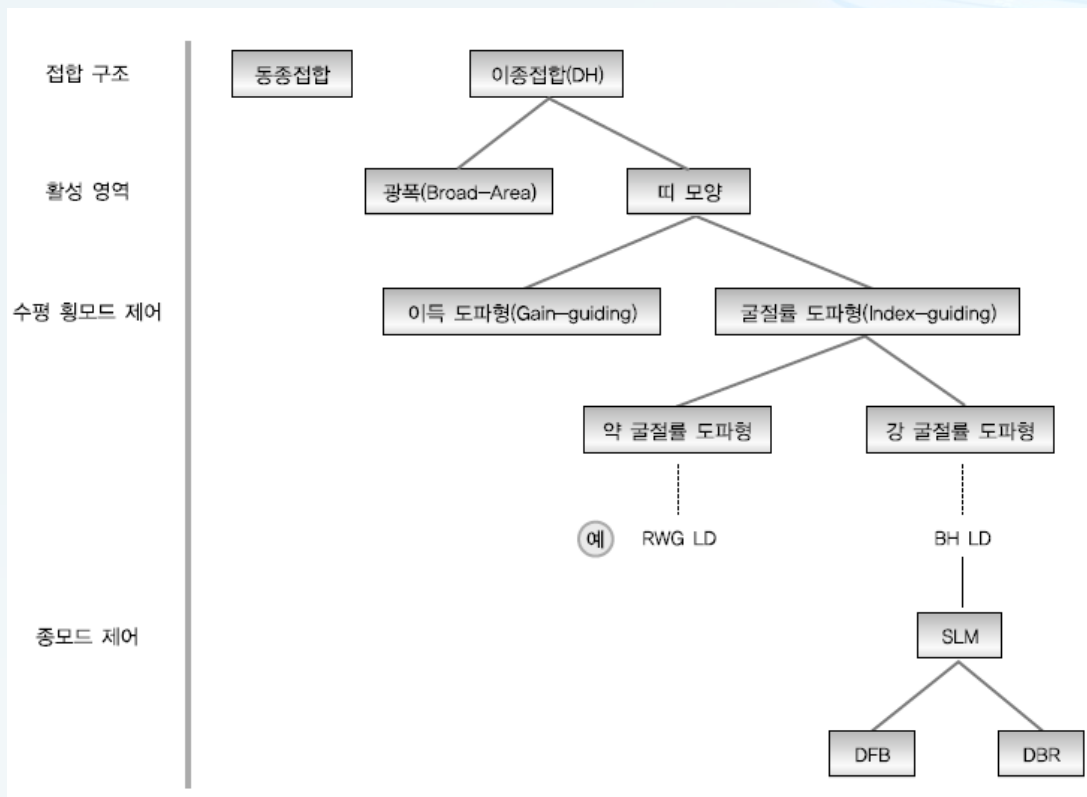 접합 구조
동종접합
이종접합(DH)
활성 영역
광폭(Broad-Area)
띠 모양
수평 횡모드 제어
이득 도파형(Gain-guiding)
굴절률 도파형(Index-guiding)
약 굴절률 도파형
강 굴절률 도파형
예
RWG LD
BH LD
종모드 제어
SLM
DFB
DBR